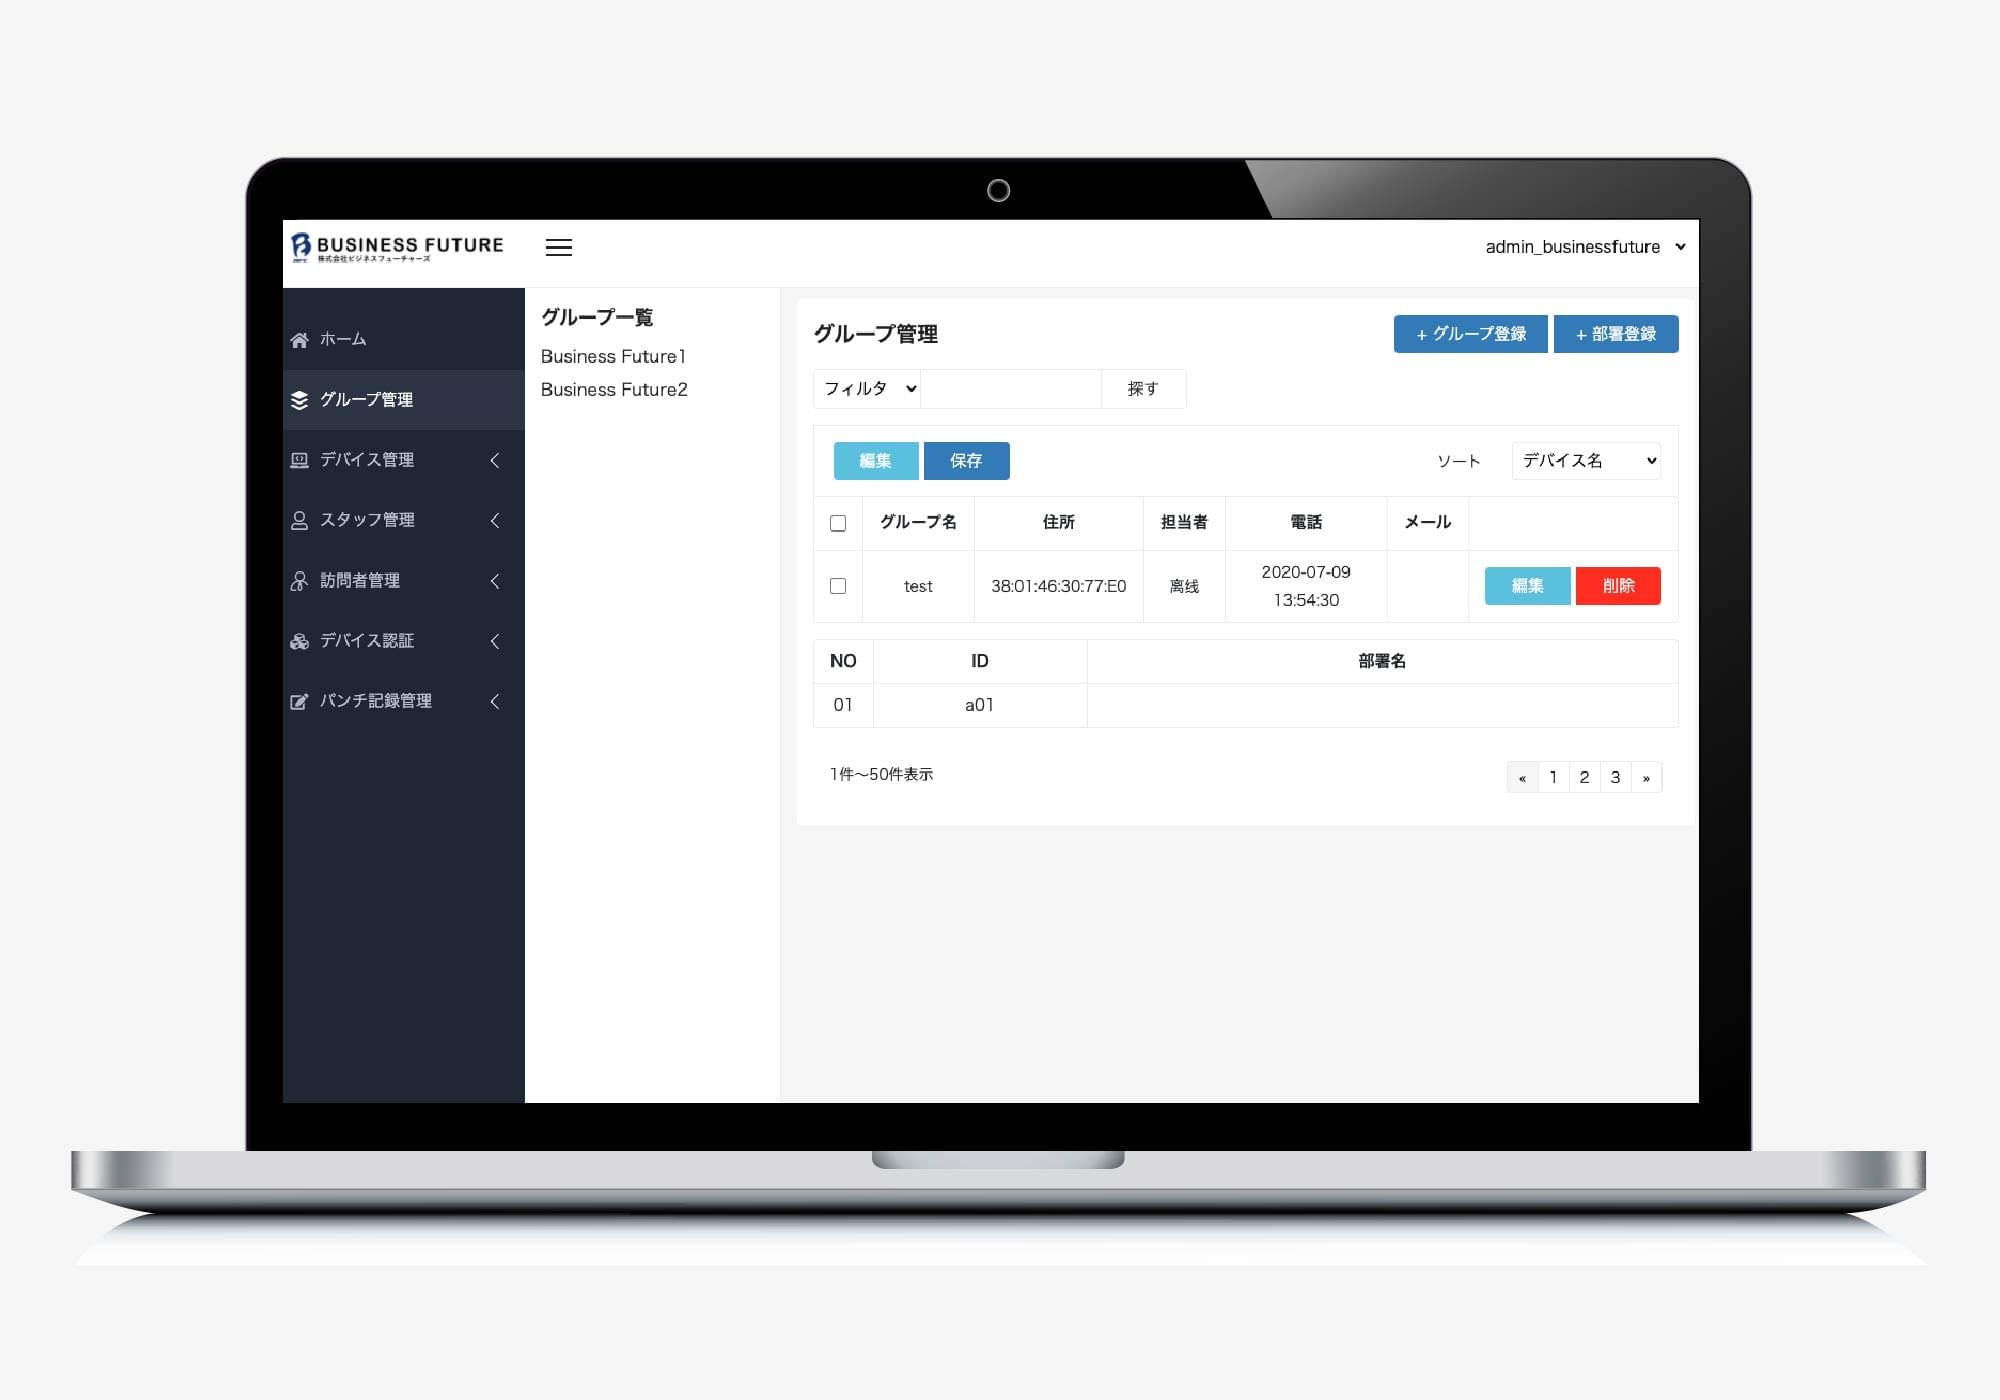 BUSINESS FUTURE
株式会社ビジネスフューチャーズ
admin_businessfuture
ホーム
グループ管理
デバイス管理
スタッフ管理
訪問者管理
デバイス認証
パンチ記録管理
グループ一覧
Business Future1
Business Future2
グループ管理
+ グループ登録
+ 部署登録
フィルタ
探す
編集
保存
ソート
デバイス名
グループ名 住所 担当者 電話 メール
test 38:01:46:30:77:E0 离线 2020-07-09
13:54:30
編集
削除
NO ID 部署名
01 a01
1件〜50件表示
« 1 2 3 »